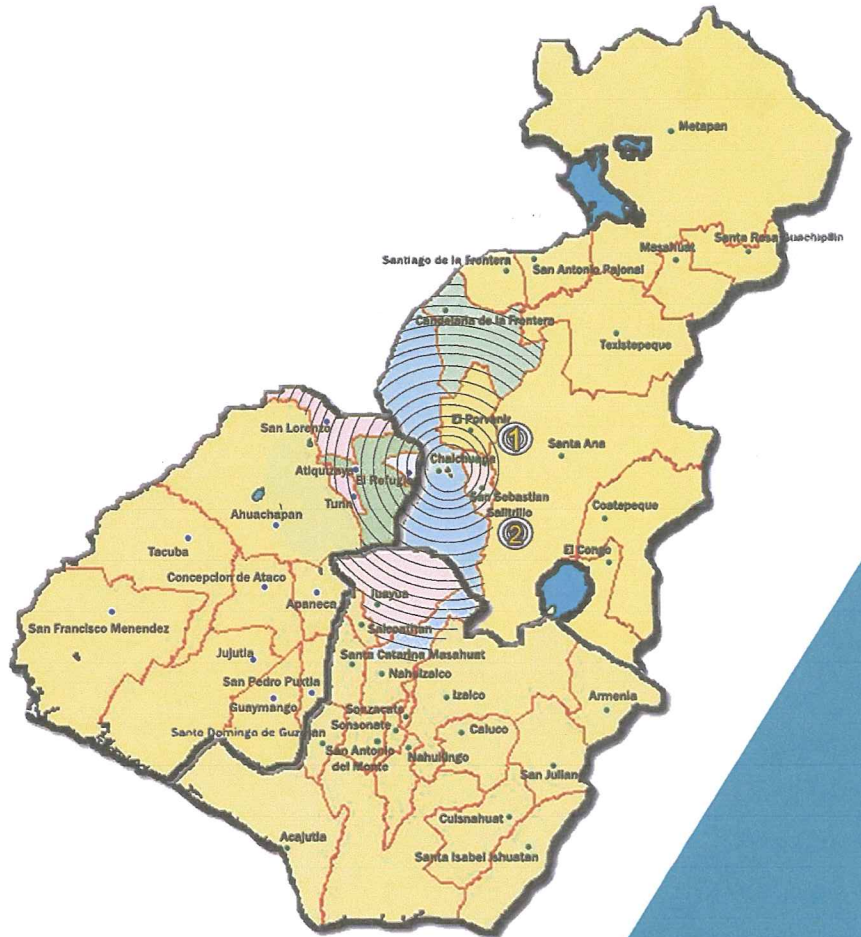 Metapan
Santa Rosa Guachipilin
Masahuat
Santiago de la Frontera
San Antonio Pajonal
Candelaria de la Frontera
Texistepeque
El Porvenir
1
San Lorenzo
Santa Ana
Chalchuapa
Atiquizaya
El Refugio
San Sebastian
Salitrillo
Turin
Coatepeque
Ahuachapan
2
Tacuba
El Congo
Concepcion de Ataco
Apaneca
Juayua
San Francisco Menendez
Salcoathan
Jujutla
Santa Catarina Masahuat
Nahuizalco
San Pedro Puxtla
Izalco
Armenia
Guaymango
Sonzacate
Santo Domingo de Guzman
Sonsonate
Caluco
San Antonio
del Monte
Nahulingo
San Julian
Cuisnahuat
Acajutla
Santa Isabel Ishuatan